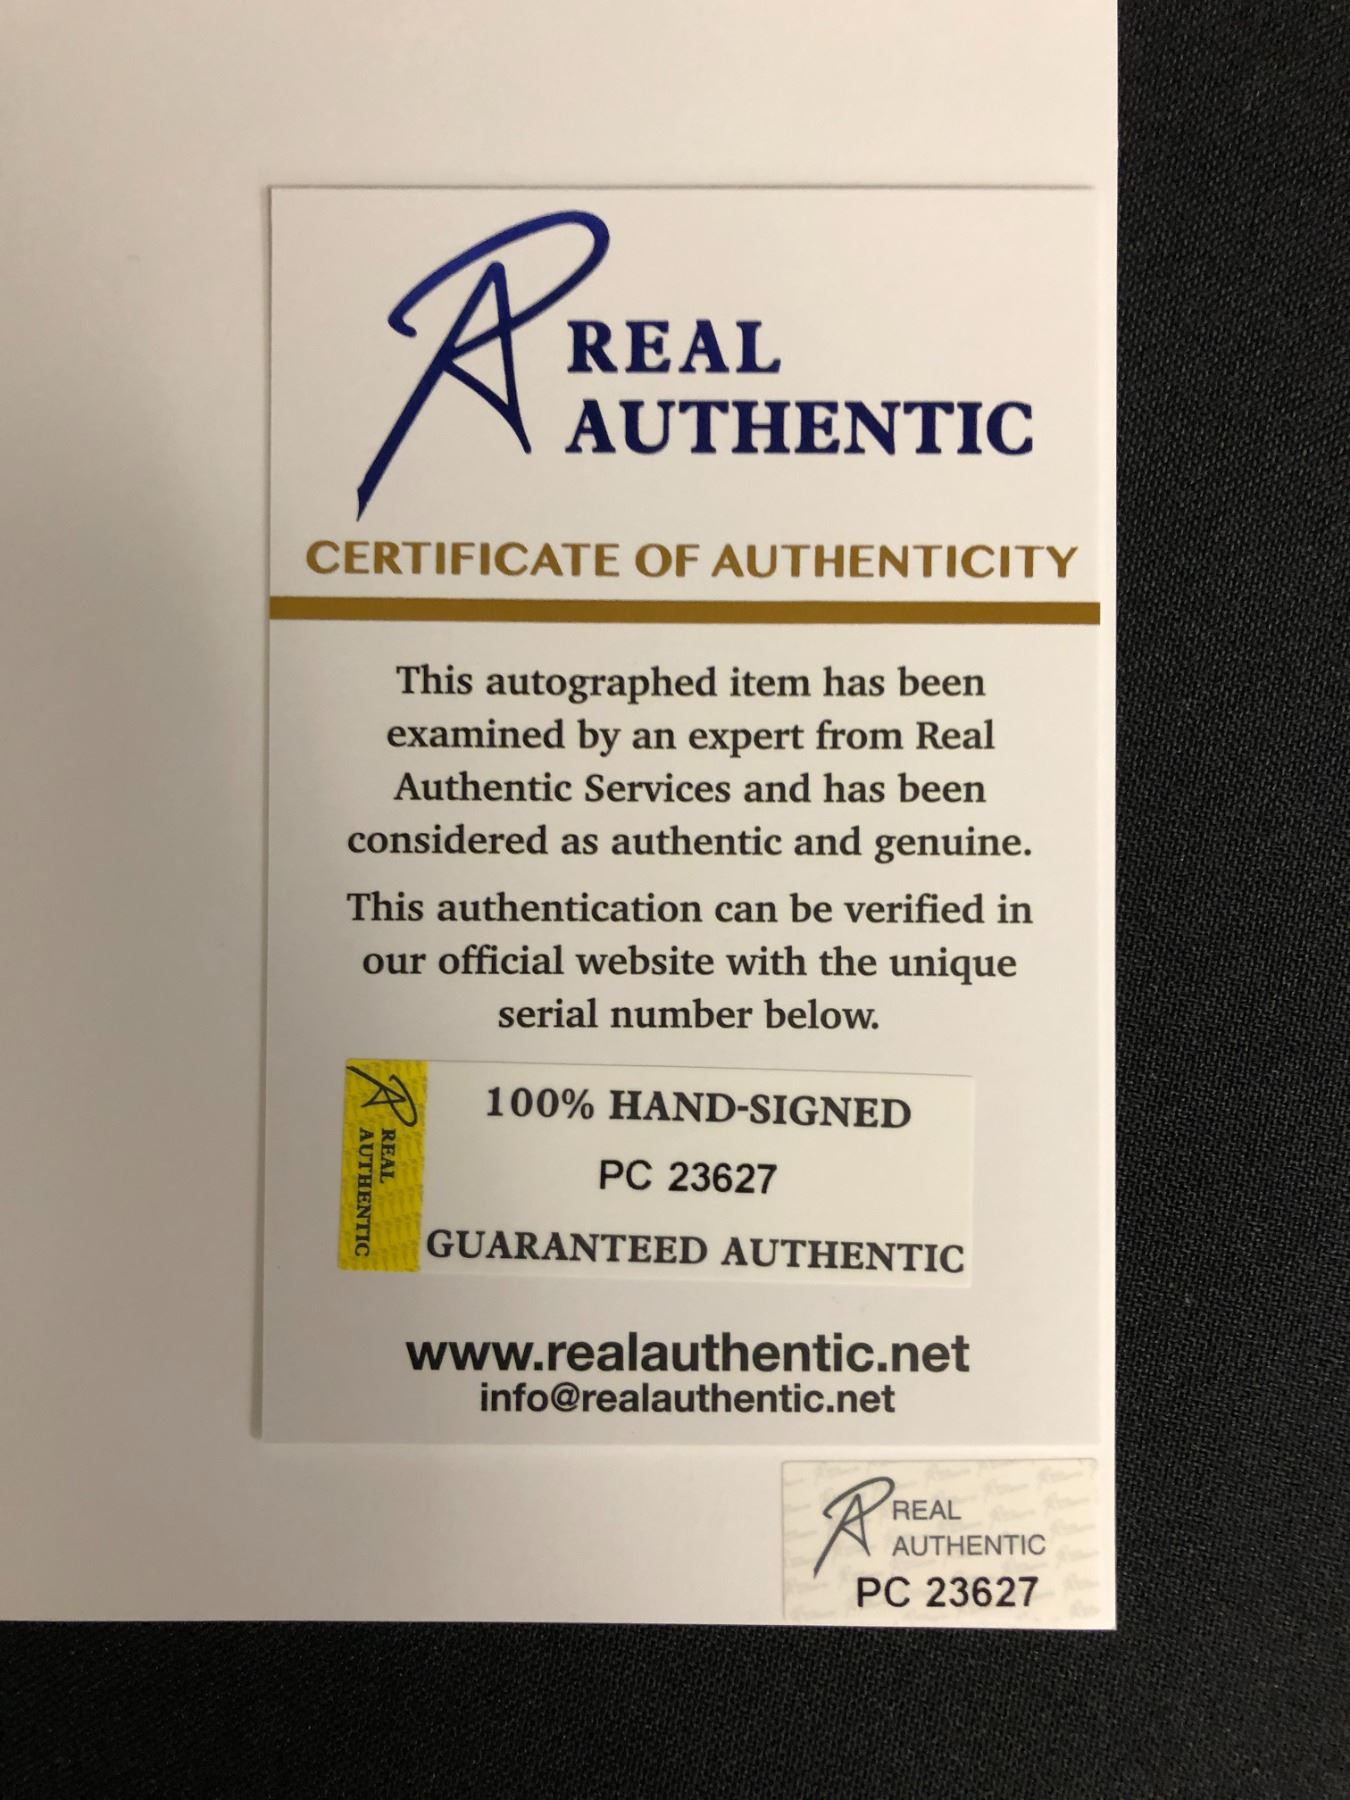 REAL
AUTHENTIC
CERTIFICATE OF AUTHENTICITY
This autographed item has been
examined by an expert from Real
Authentic Services and has been
considered as authentic and genuine.
This authentication can be verified in
our official website with the unique
serial number below.
REAL
AUTHENTIC
100% HAND-SIGNED
PC 23627
GUARANTEED AUTHENTIC
www.realauthentic.net
info@realauthentic.net
REAL
AUTHENTIC
PC 23627